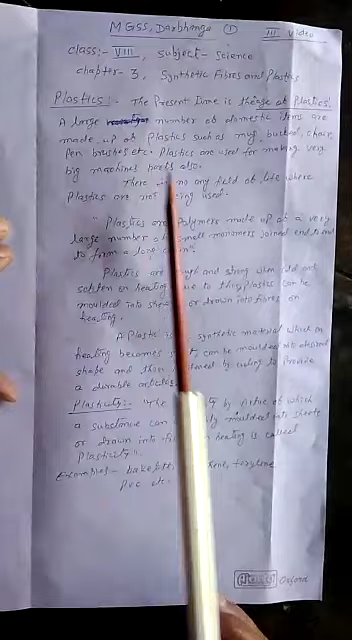 MGSS, Darbhanga ① III Video
class:- VIII, subject- science
chapter- 3, Synthetic Fibres and Plastics
Plastics:- The Present time is the age of Plastics.
A large number of domestic items are
made up of Plastics such as mug, bucket, chair,
Pen brushes etc. Plastics are used for making very
big machines parts also.
There is no any field of life where
Plastics are not being used.
"Plastics are Polymers made up of a very
large number of small monomers joined end to end
to form a long chain".
Plastics are tough and strong
soften on heating due to this Plastics can be
moulded into sheets or drawn into fibres on
heating.
A Plastic is synthetic material which on
heating becomes soft, can be moulded into desired
shape and then by cooling to Provide
a durable articles.
Plasticity:- "The by virtue of which
a substance can moulded into sheets
or drawn into on heating is called
Plasticity".
Examples- terylene
PVC etc.
Oxford